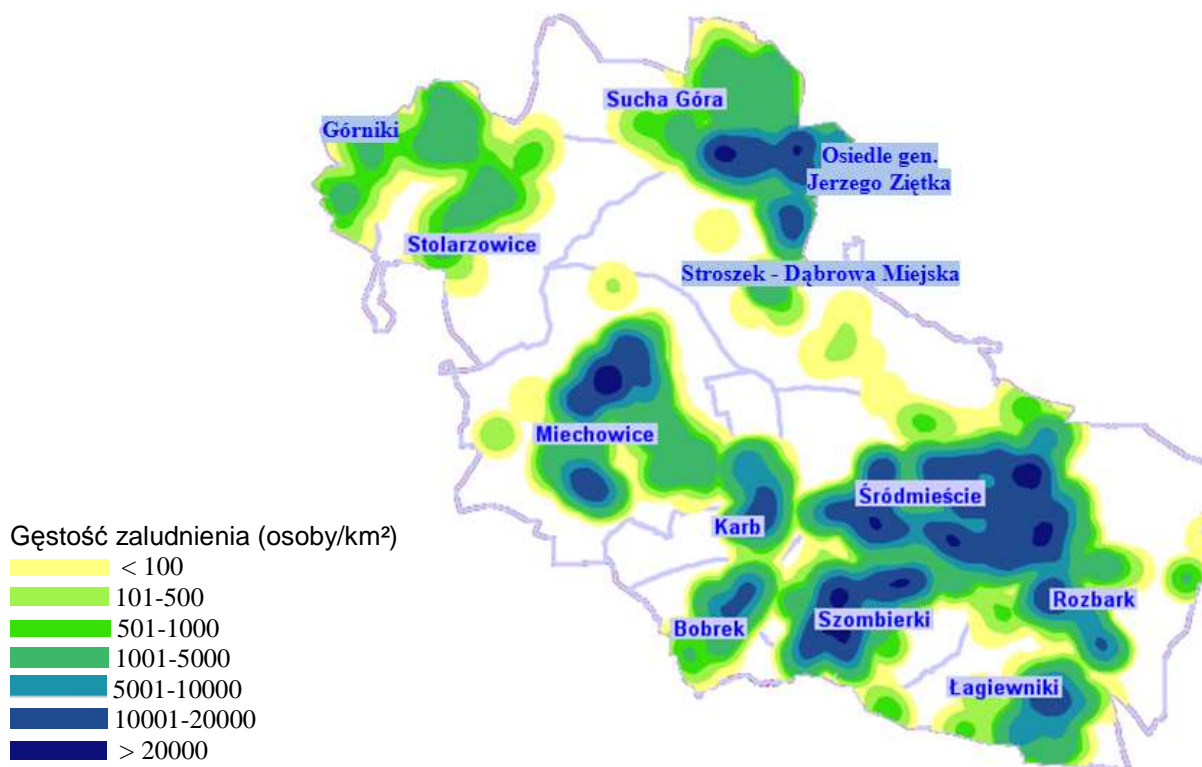 Sucha Góra
Górniki
Osiedle gen.
Jerzego Ziętka
Stolarzowice
Stroszek - Dąbrowa Miejska
Miechowice
Śródmieście
Karb
Rozbark
Szombierki
Bobrek
Łagiewniki
Gęstość zaludnienia (osoby/km²)
< 100
101-500
501-1000
1001-5000
5001-10000
10001-20000
> 20000